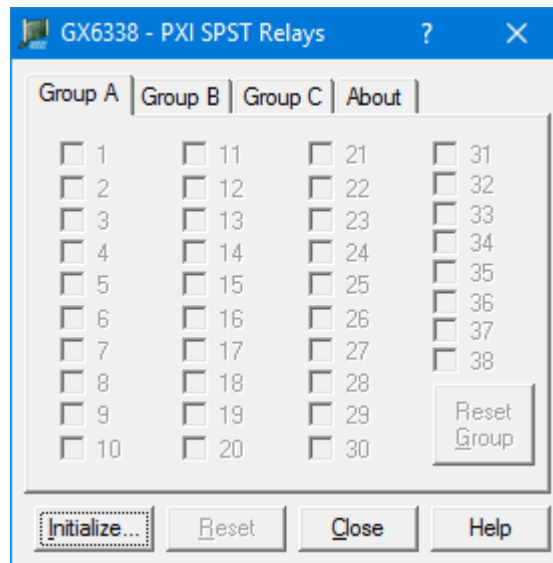 GX6338 - PXI SPST Relays ?
Group A Group B Group C About
1 11 21 31
2 12 22 32
3 13 23 33
4 14 24 34
5 15 25 35
6 16 26 36
7 17 27 37
8 18 28 38
9 19 29
10 20 30
Reset
Group
Initialize... Reset Close Help